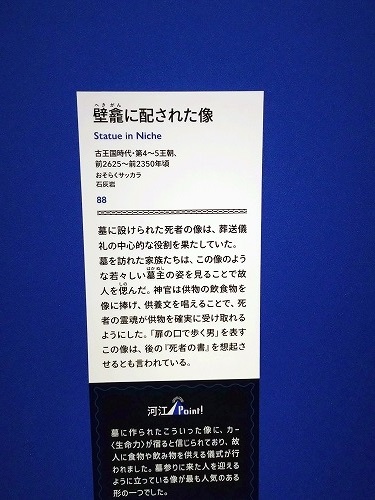 へきがん
壁龕に配された像
Statue in Niche
古王国時代・第4〜5王朝、
前2625〜前2350年頃
おそらくサッカラ
石灰岩
88
墓に設けられた死者の像は、葬送儀
礼の中心的な役割を果たしていた。
墓を訪れた家族たちは、この像のよう
な若々しい墓主の姿を見ることで故
人を偲んだ。神官は供物の飲食物を
像に捧げ、供養文を唱えることで、死
者の霊魂が供物を確実に受け取れる
ようにした。「扉の口で歩く男」を表す
この像は、後の『死者の書』を想起さ
せるとも言われている。
河江 Point!
墓に作られたこういった像に、カー
〈生命力〉が宿ると信じられており、故
人に食物や飲み物を供える儀式が行
われました。墓参りに来た人を迎える
ように立っている像が最も人気のある
形の一つでした。